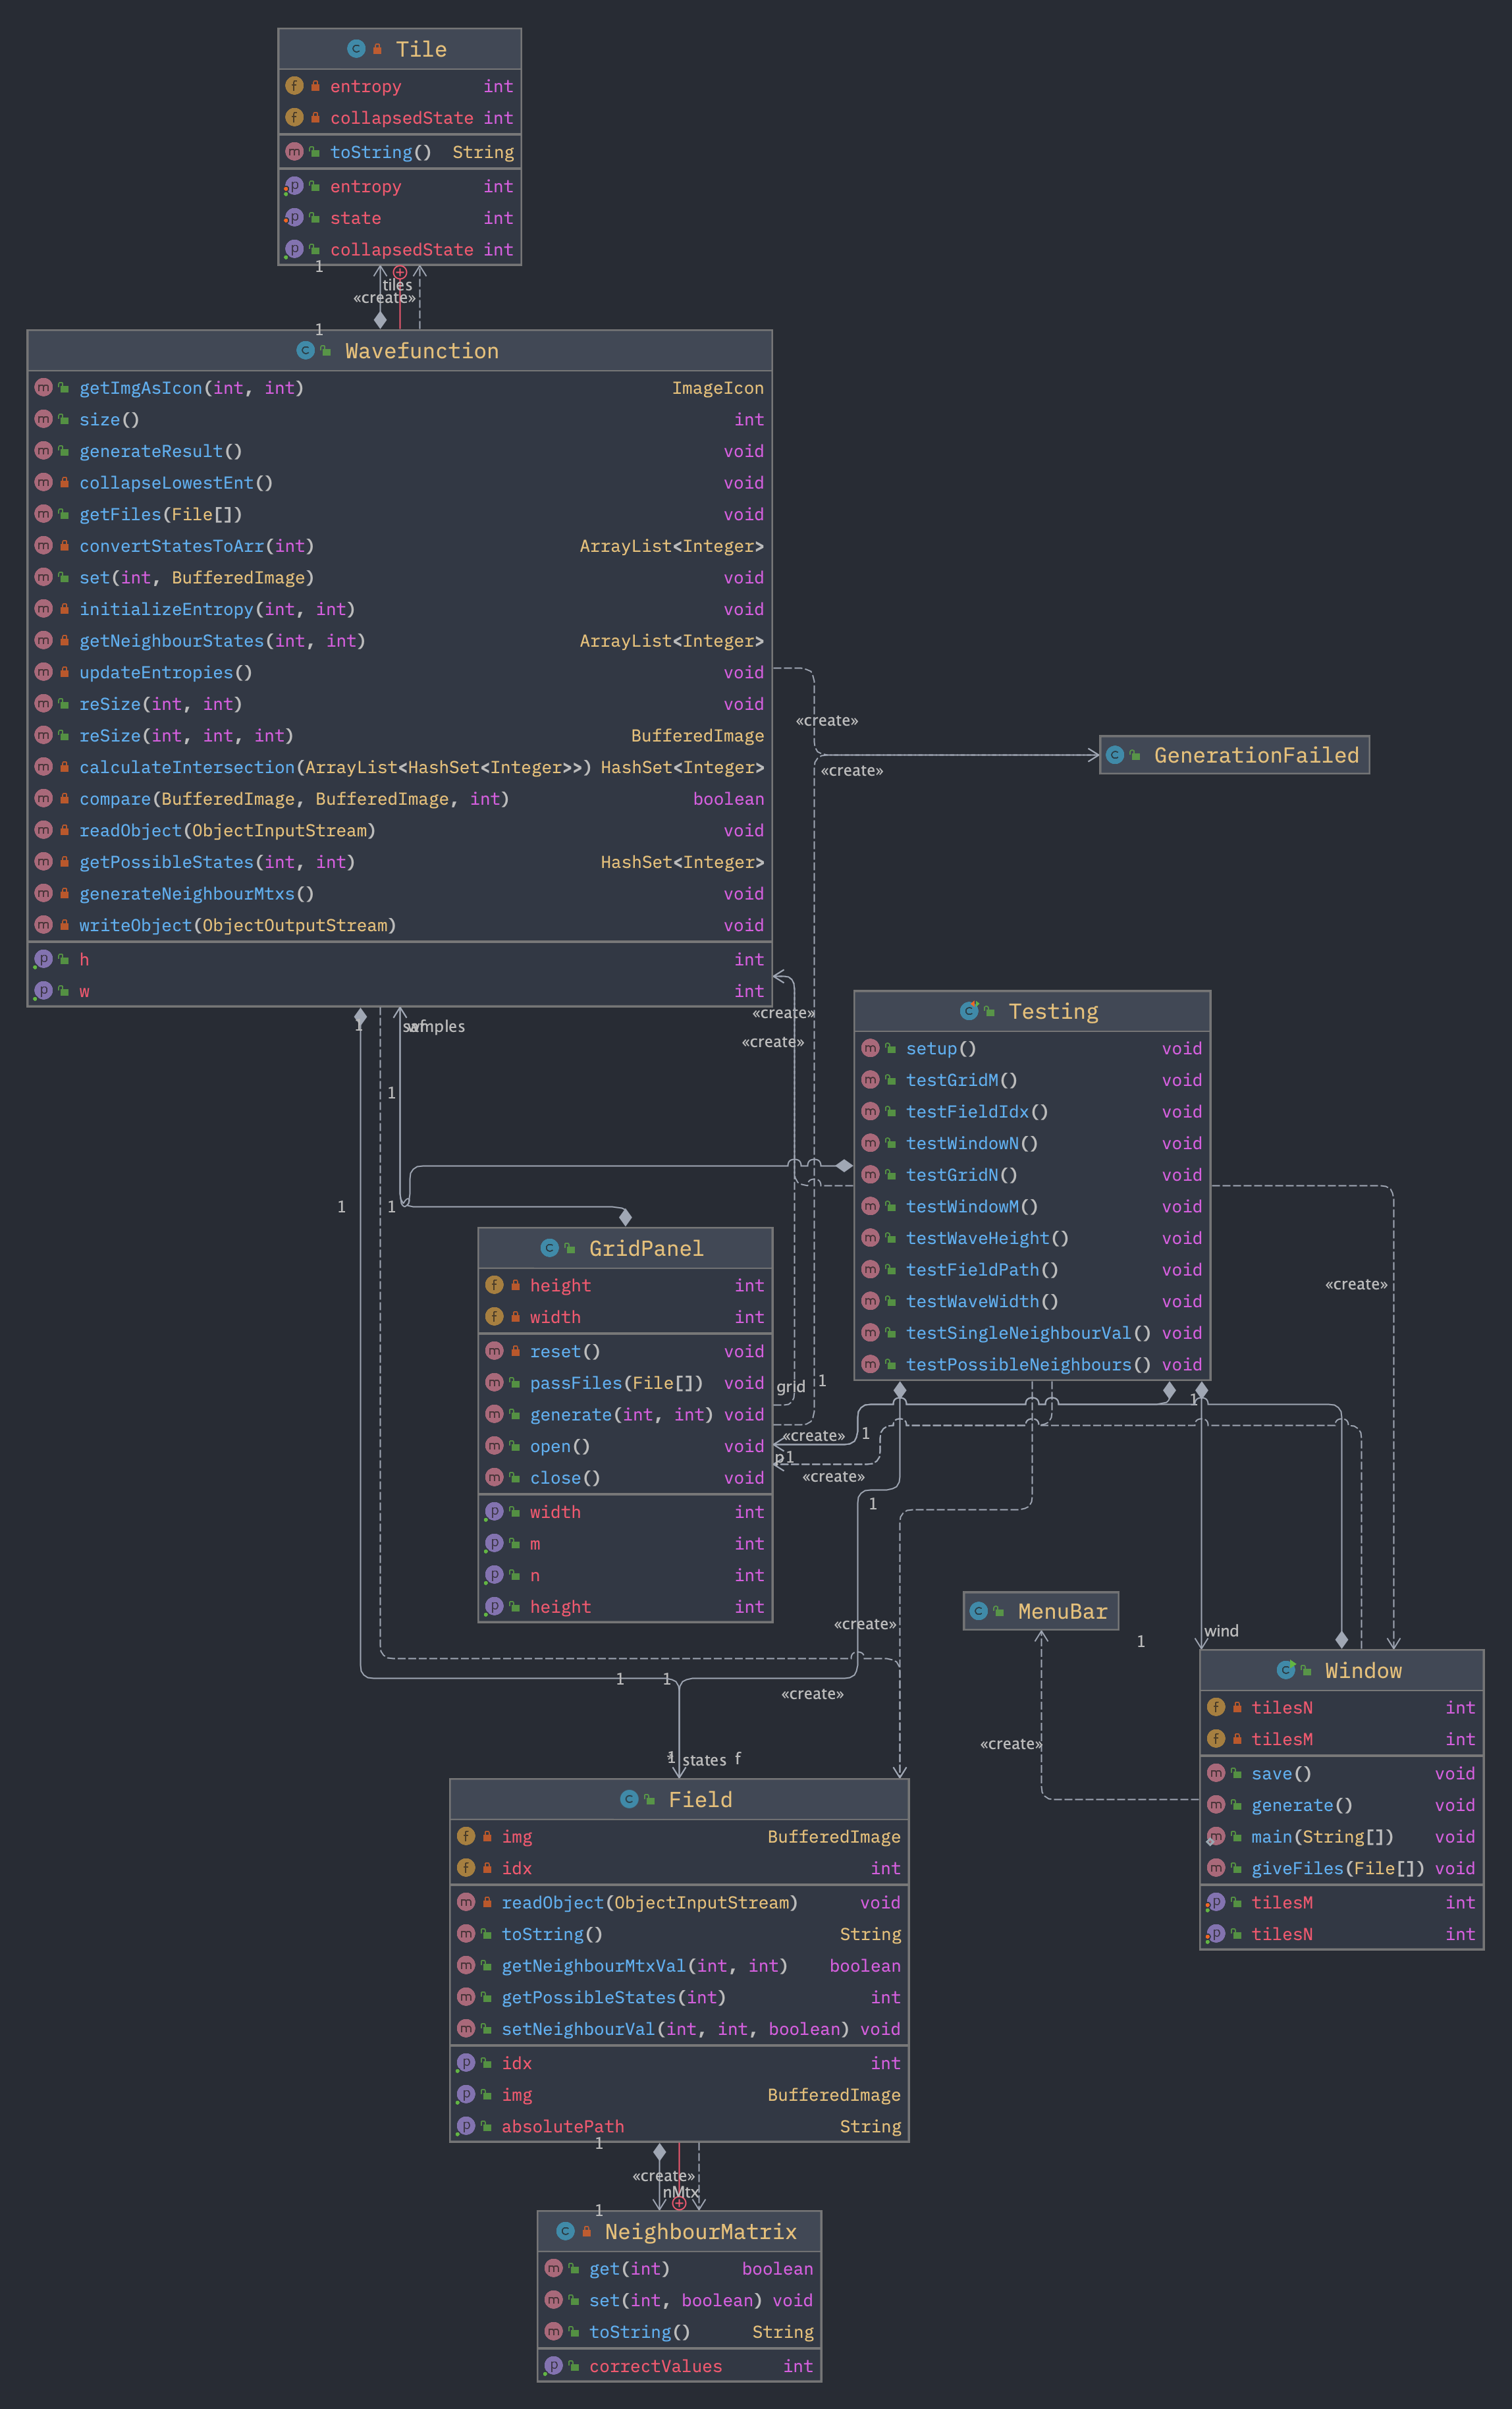 Tile
entropy int
collapsedState int
toString() String
entropy int
state int
collapsedState int
1
tiles
«create»
1
Wavefunction
getImgAsIcon(int, int) ImageIcon
size() int
generateResult() void
collapseLowestEnt() void
getFiles(File[]) void
convertStatesToArr(int) ArrayList<Integer>
set(int, BufferedImage) void
initializeEntropy(int, int) void
getNeighbourStates(int, int) ArrayList<Integer>
updateEntropies() void
reSize(int, int) void
reSize(int, int, int) BufferedImage
calculateIntersection(ArrayList<HashSet<Integer>>) HashSet<Integer>
compare(BufferedImage, BufferedImage, int) boolean
readObject(ObjectInputStream) void
getPossibleStates(int, int) HashSet<Integer>
generateNeighbourMtxs() void
writeObject(ObjectOutputStream) void
h int
w int
«create»
GenerationFailed
«create»
«create»
«create»
1
samples
wf
1
1
1
Testing
setup() void
testGridM() void
testFieldIdx() void
testWindowN() void
testGridN() void
testWindowM() void
testWaveHeight() void
testFieldPath() void
testWaveWidth() void
testSingleNeighbourVal() void
testPossibleNeighbours() void
«create»
GridPanel
height int
width int
reset() void
passFiles(File[]) void
generate(int, int) void
open() void
close() void
width int
m int
n int
height int
grid
1
1
«create»
1
p1
«create»
1
MenuBar
«create»
1
wind
Window
tilesN int
tilesM int
save() void
generate() void
main(String[]) void
giveFiles(File[]) void
tilesM int
tilesN int
«create»
1
1
«create»
1
*
states
f
Field
img BufferedImage
idx int
readObject(ObjectInputStream) void
toString() String
getNeighbourMtxVal(int, int) boolean
getPossibleStates(int) int
setNeighbourVal(int, int, boolean) void
idx int
img BufferedImage
absolutePath String
1
«create»
nMtx
1
NeighbourMatrix
get(int) boolean
set(int, boolean) void
toString() String
correctValues int